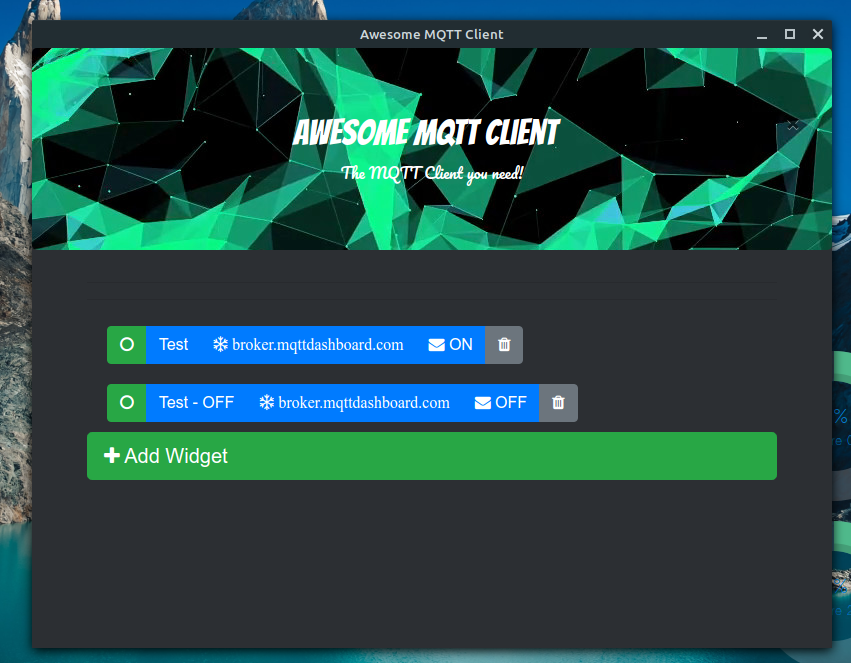 Awesome MQTT Client
AWESOME MQTT CLIENT
The MQTT Client you need!
Test broker.mqttdashboard.com ON
Test - OFF broker.mqttdashboard.com OFF
Add Widget
%